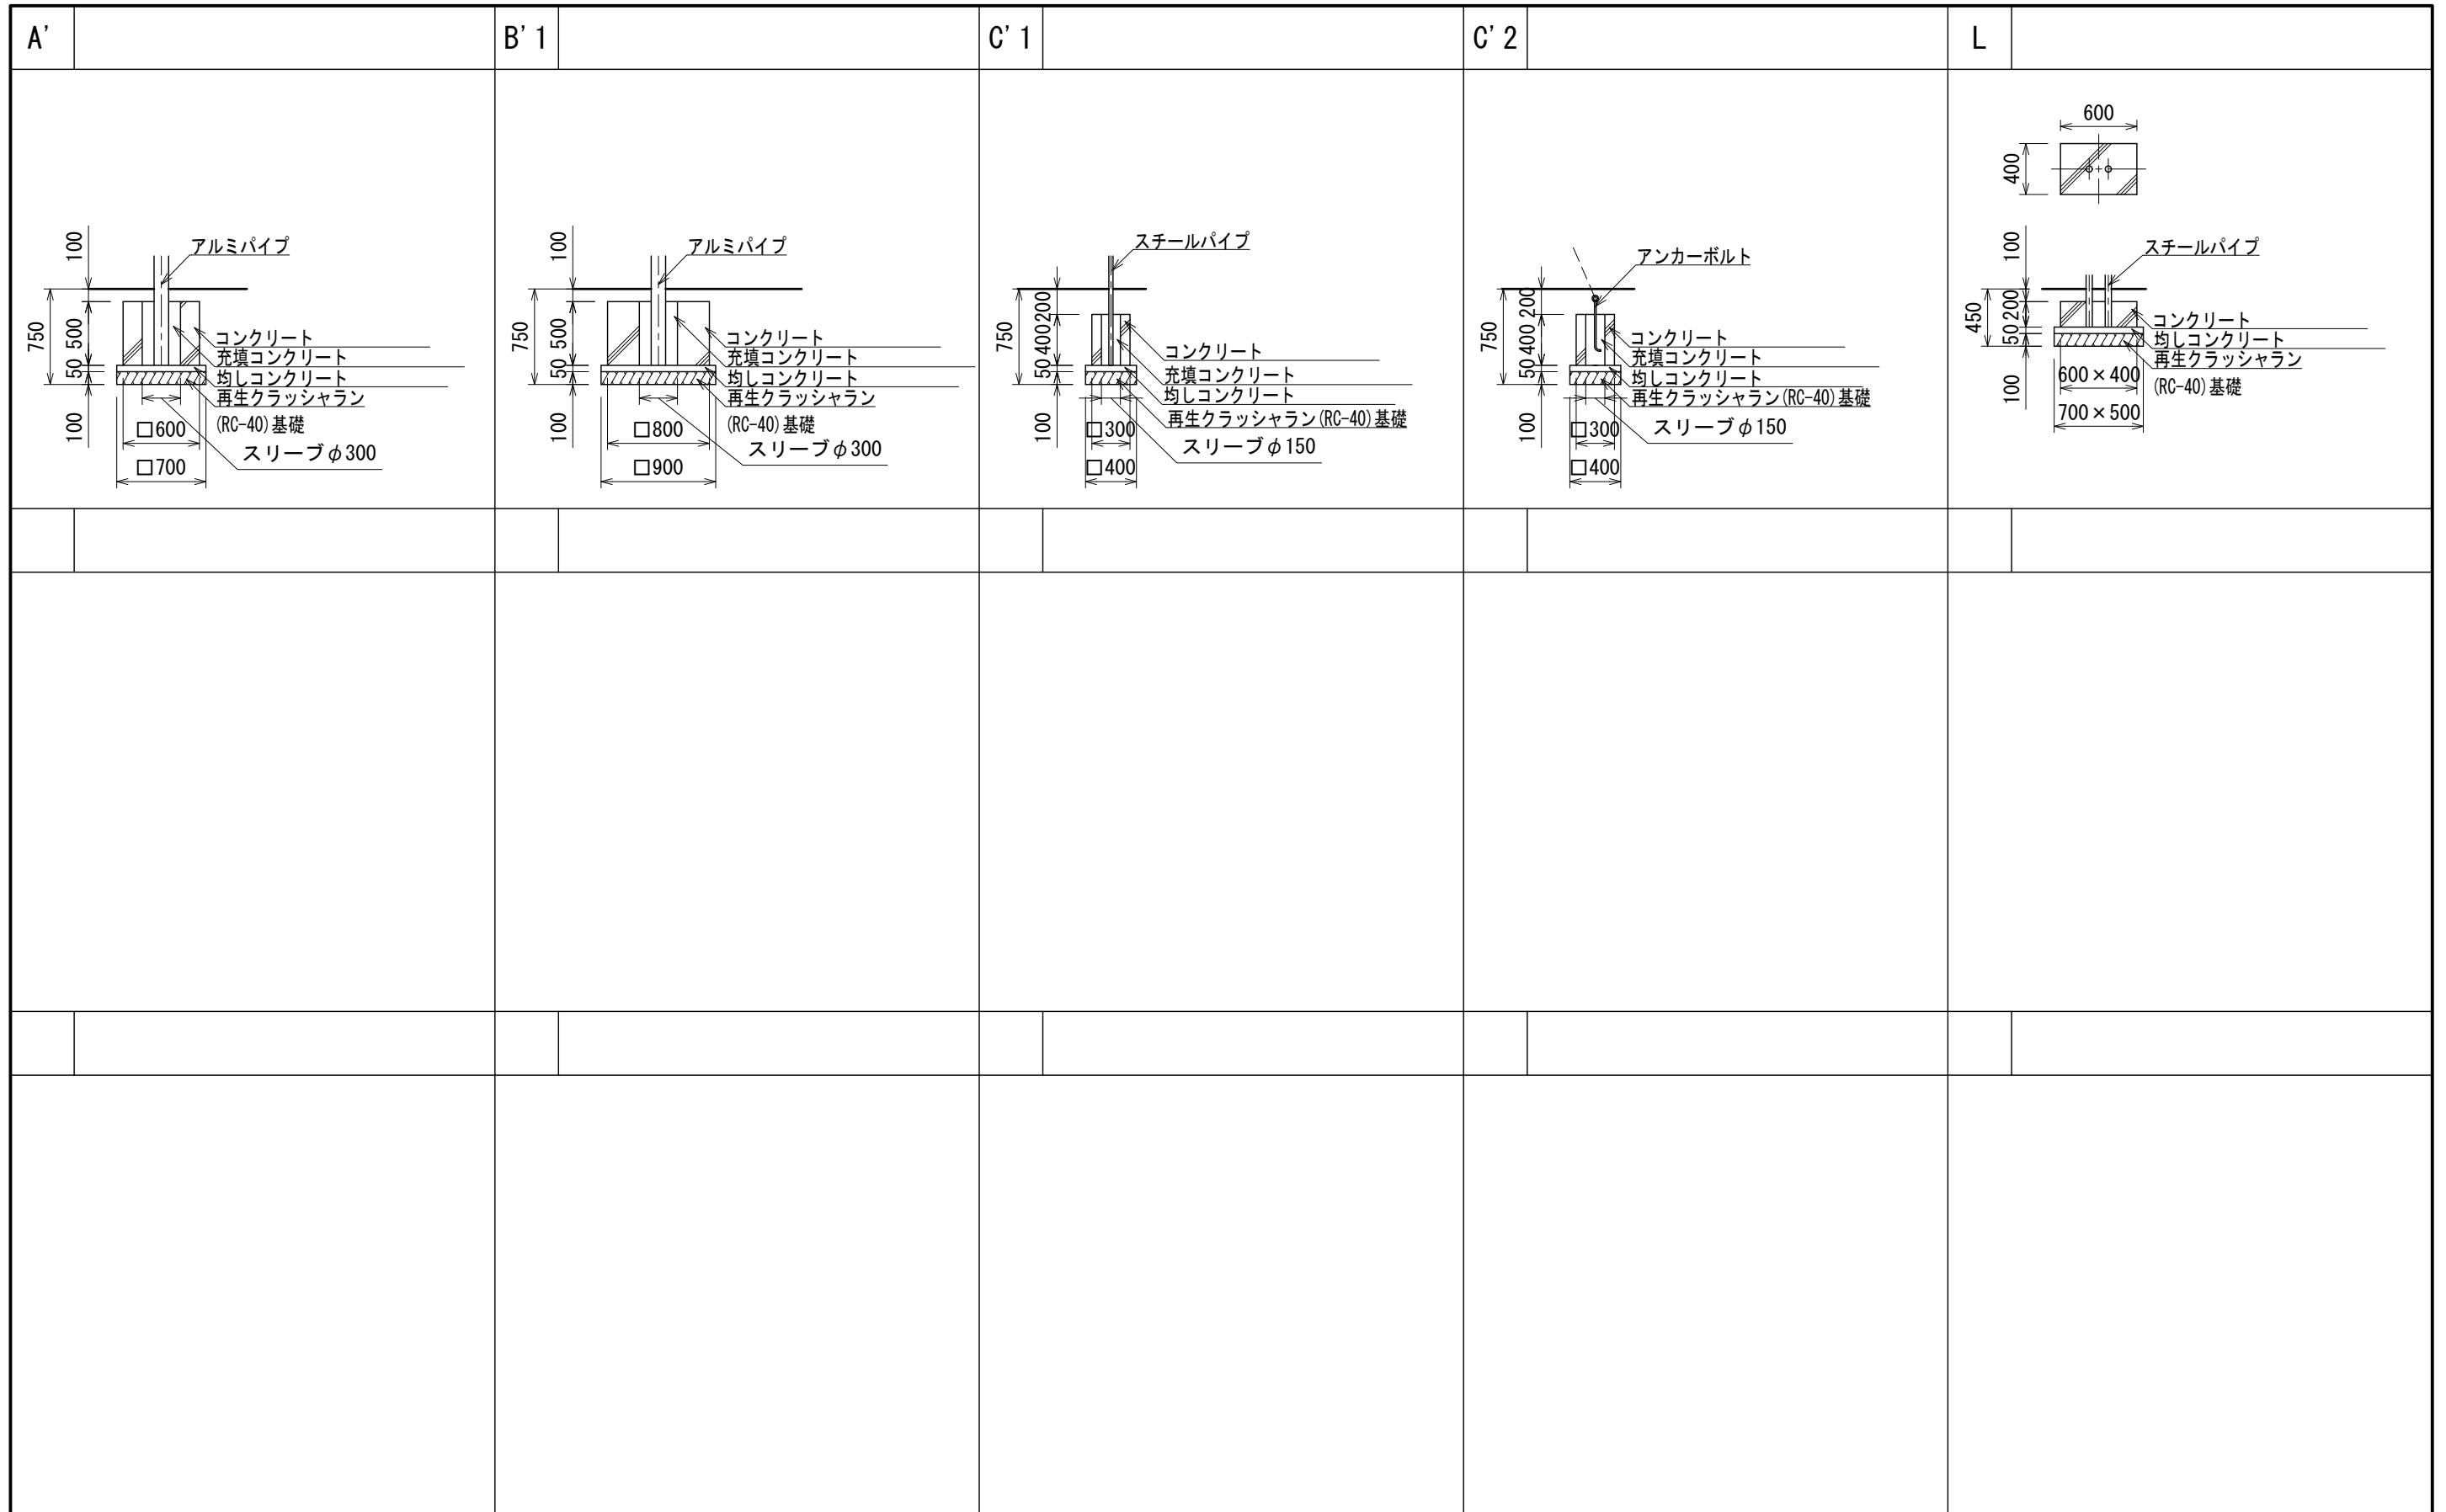 A'
B'1
C'1
C'2
L
100
アルミパイプ
750
500
50
100
コンクリート
充填コンクリート
均しコンクリート
再生クラッシャラン
(RC-40)基礎
□600
スリーブφ300
□700
100
アルミパイプ
750
500
50
100
コンクリート
充填コンクリート
均しコンクリート
再生クラッシャラン
(RC-40)基礎
□800
スリーブφ300
□900
スチールパイプ
750
200
400
50
100
コンクリート
充填コンクリート
均しコンクリート
再生クラッシャラン(RC-40)基礎
□300
スリーブφ150
□400
アンカーボルト
750
200
400
50
100
コンクリート
充填コンクリート
均しコンクリート
再生クラッシャラン(RC-40)基礎
□300
スリーブφ150
□400
600
400
100
スチールパイプ
450
200
50
100
コンクリート
均しコンクリート
再生クラッシャラン
(RC-40)基礎
600×400
700×500